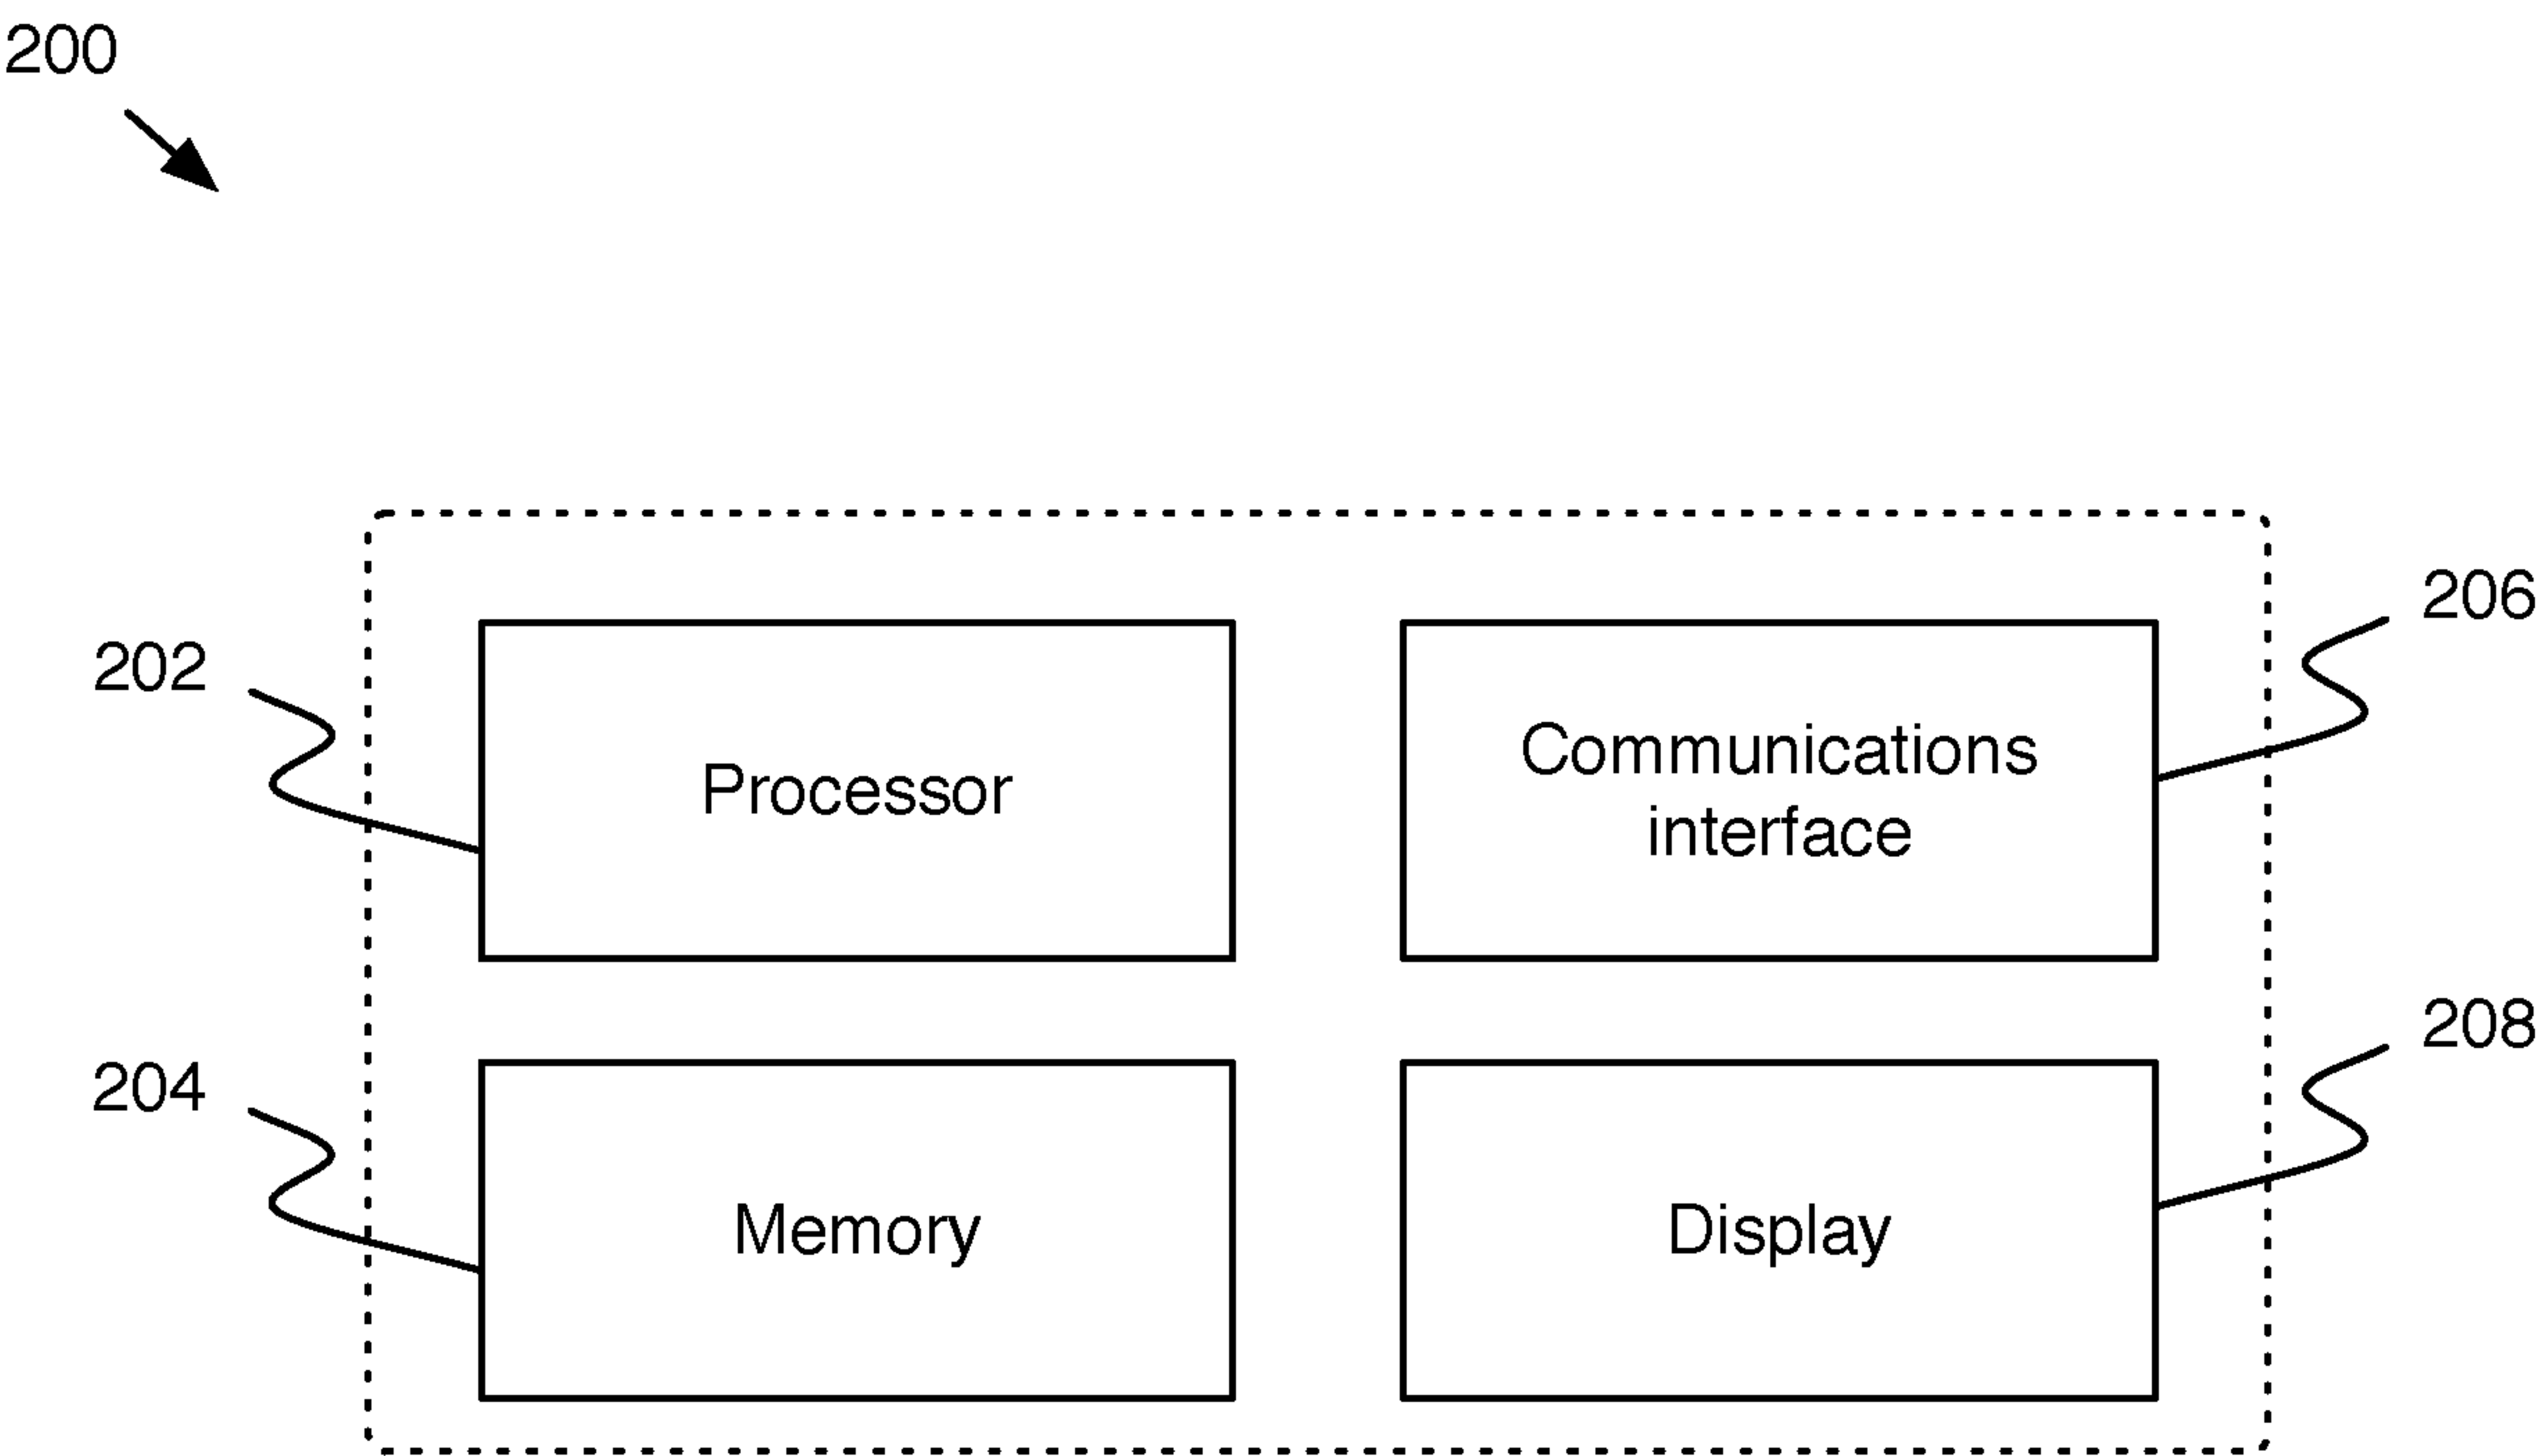 200
202
Processor
Communications
interface
206
204
Memory
Display
208